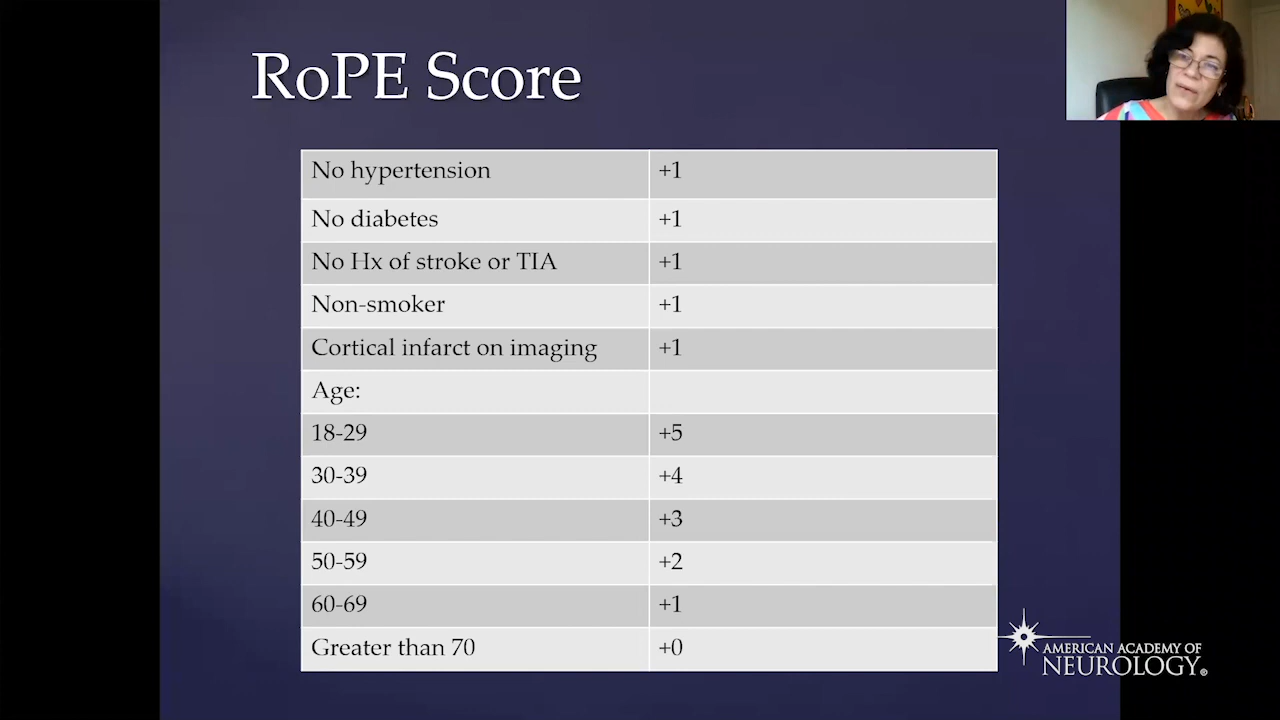 RoPE Score
No hypertension +1
No diabetes +1
No Hx of stroke or TIA +1
Non-smoker +1
Cortical infarct on imaging +1
Age:
18-29 +5
30-39 +4
40-49 +3
50-59 +2
60-69 +1
Greater than 70 +0
AMERICAN ACADEMY OF
NEUROLOGY®